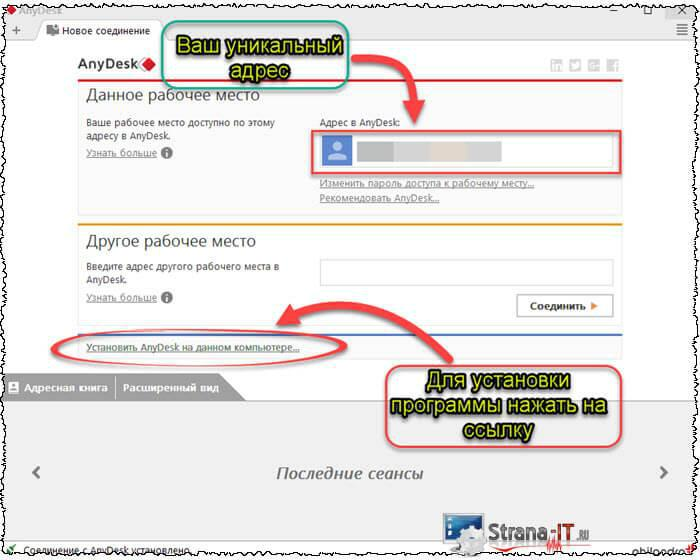 AnyDesk
Новое соединение
Ваш уникальный
адрес
AnyDesk
Данное рабочее место
Ваше рабочее место доступно по этому
адресу в AnyDesk.
Узнать больше
Адрес в AnyDesk:
Изменить пароль доступа к рабочему месту...
Рекомендовать AnyDesk...
Другое рабочее место
Введите адрес другого рабочего места в
AnyDesk.
Узнать больше
Соединить
Установить AnyDesk на данном компьютере...
Для установки
программы нажать на
ссылку
Адресная книга
Расширенный вид
Последние сеансы
Strana-IT.RU
Соединение с AnyDesk установлено.